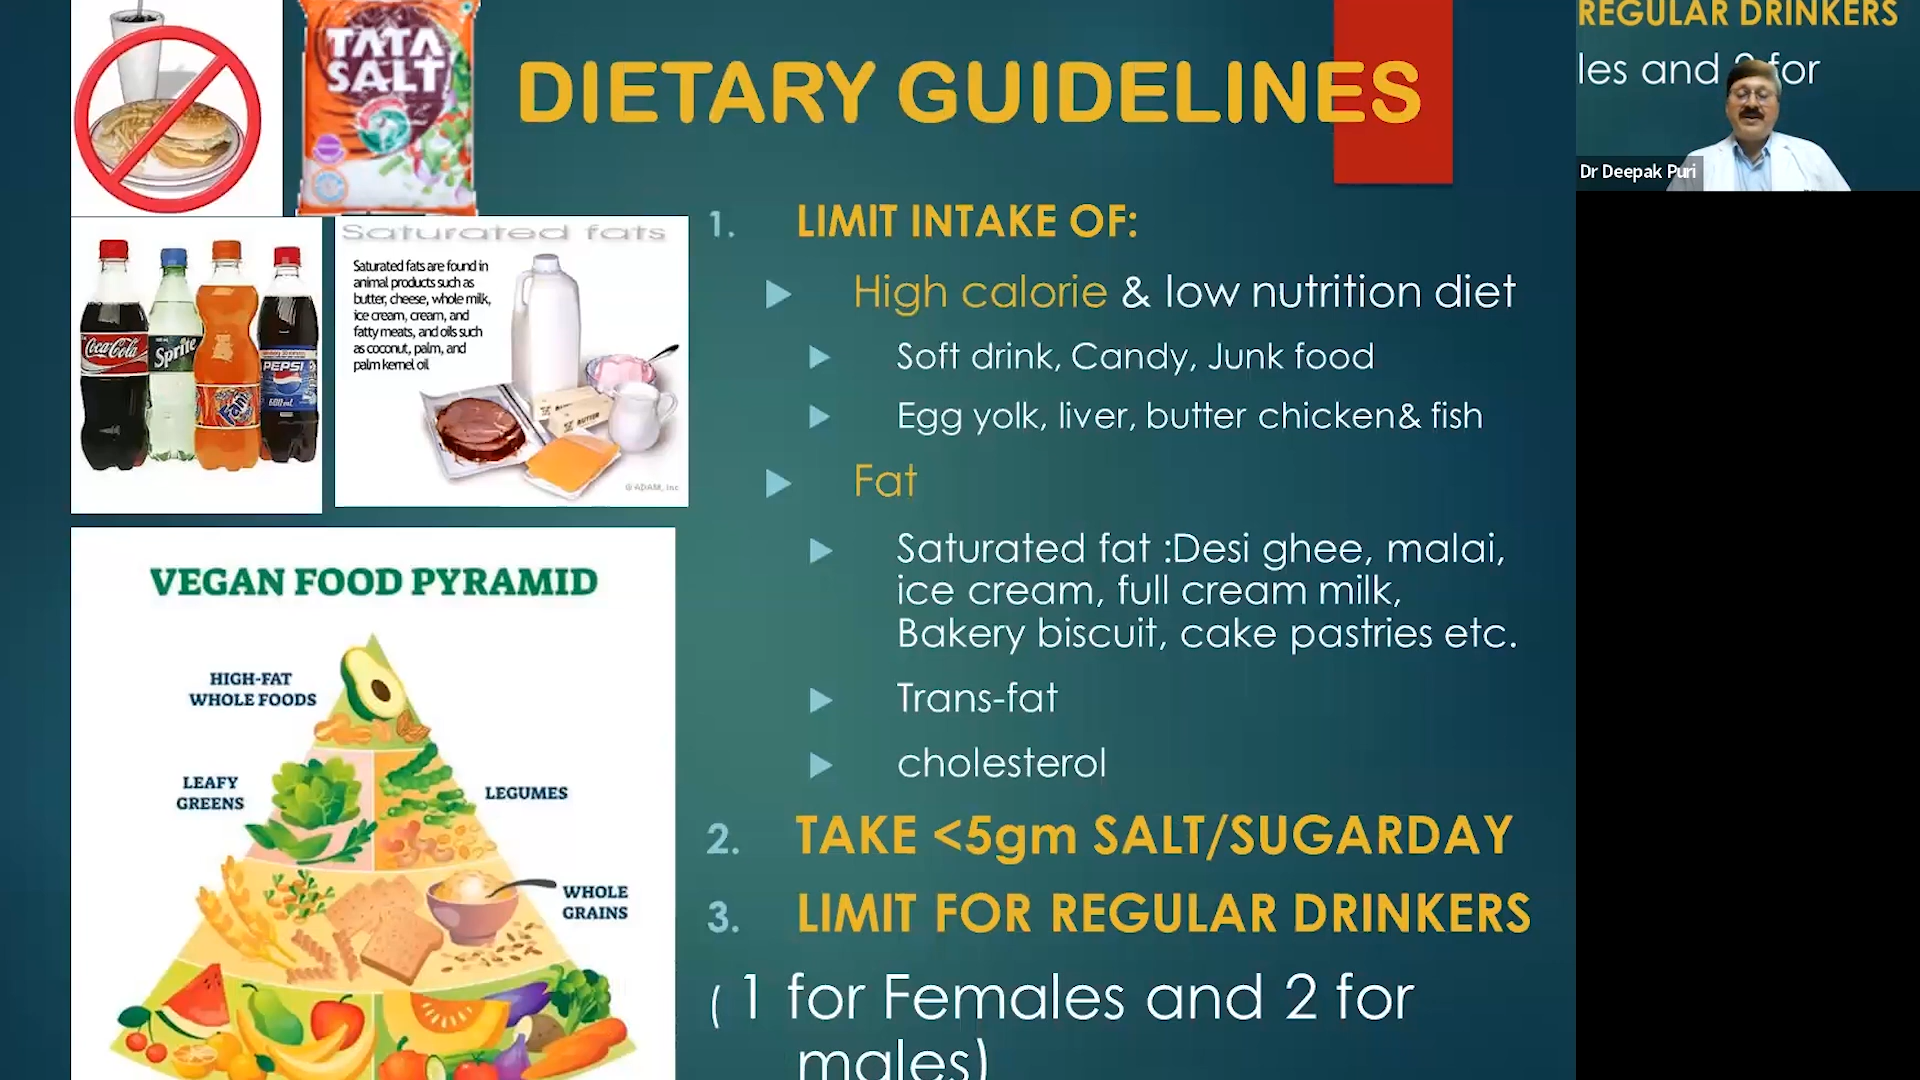 TATA
SALT
DIETARY GUIDELINES
REGULAR DRINKERS
les and 2 for
Dr Deepak Puri
Coca-Cola
Sprite
Fanta
PEPSI
600 mL
Saturated fats
Saturated fats are found in
animal products such as
butter, cheese, whole milk,
ice cream, cream, and
fatty meats, and oils such
as coconut, palm, and
palm kernel oil
BUTTER
© ADAM, Inc
1. LIMIT INTAKE OF:
High calorie & low nutrition diet
Soft drink, Candy, Junk food
Egg yolk, liver, butter chicken& fish
Fat
Saturated fat :Desi ghee, malai,
ice cream, full cream milk,
Bakery biscuit, cake pastries etc.
Trans-fat
cholesterol
2. TAKE <5gm SALT/SUGARDAY
3. LIMIT FOR REGULAR DRINKERS
( 1 for Females and 2 for
males)
VEGAN FOOD PYRAMID
HIGH-FAT
WHOLE FOODS
LEAFY
GREENS
LEGUMES
WHOLE
GRAINS